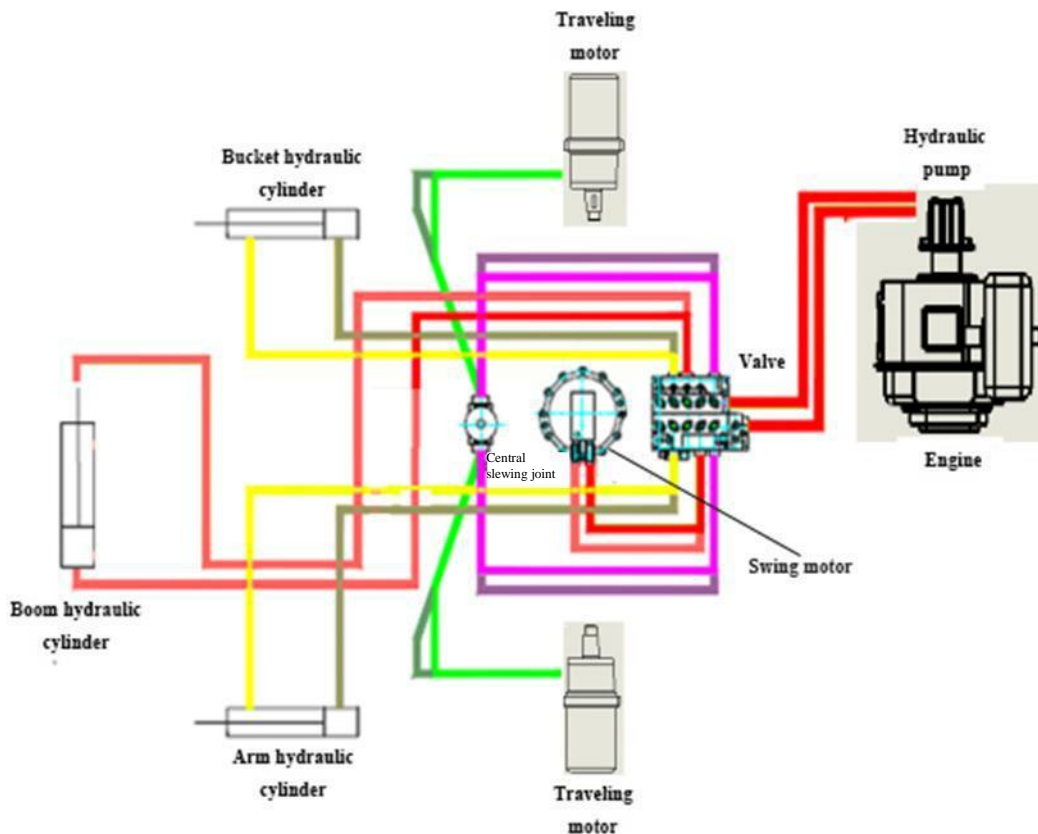 Traveling
motor
Hydraulic
pump
Bucket hydraulic
cylinder
Valve
Central
slewing joint
Engine
Swing motor
Boom hydraulic
cylinder
Arm hydraulic
cylinder
Traveling
motor